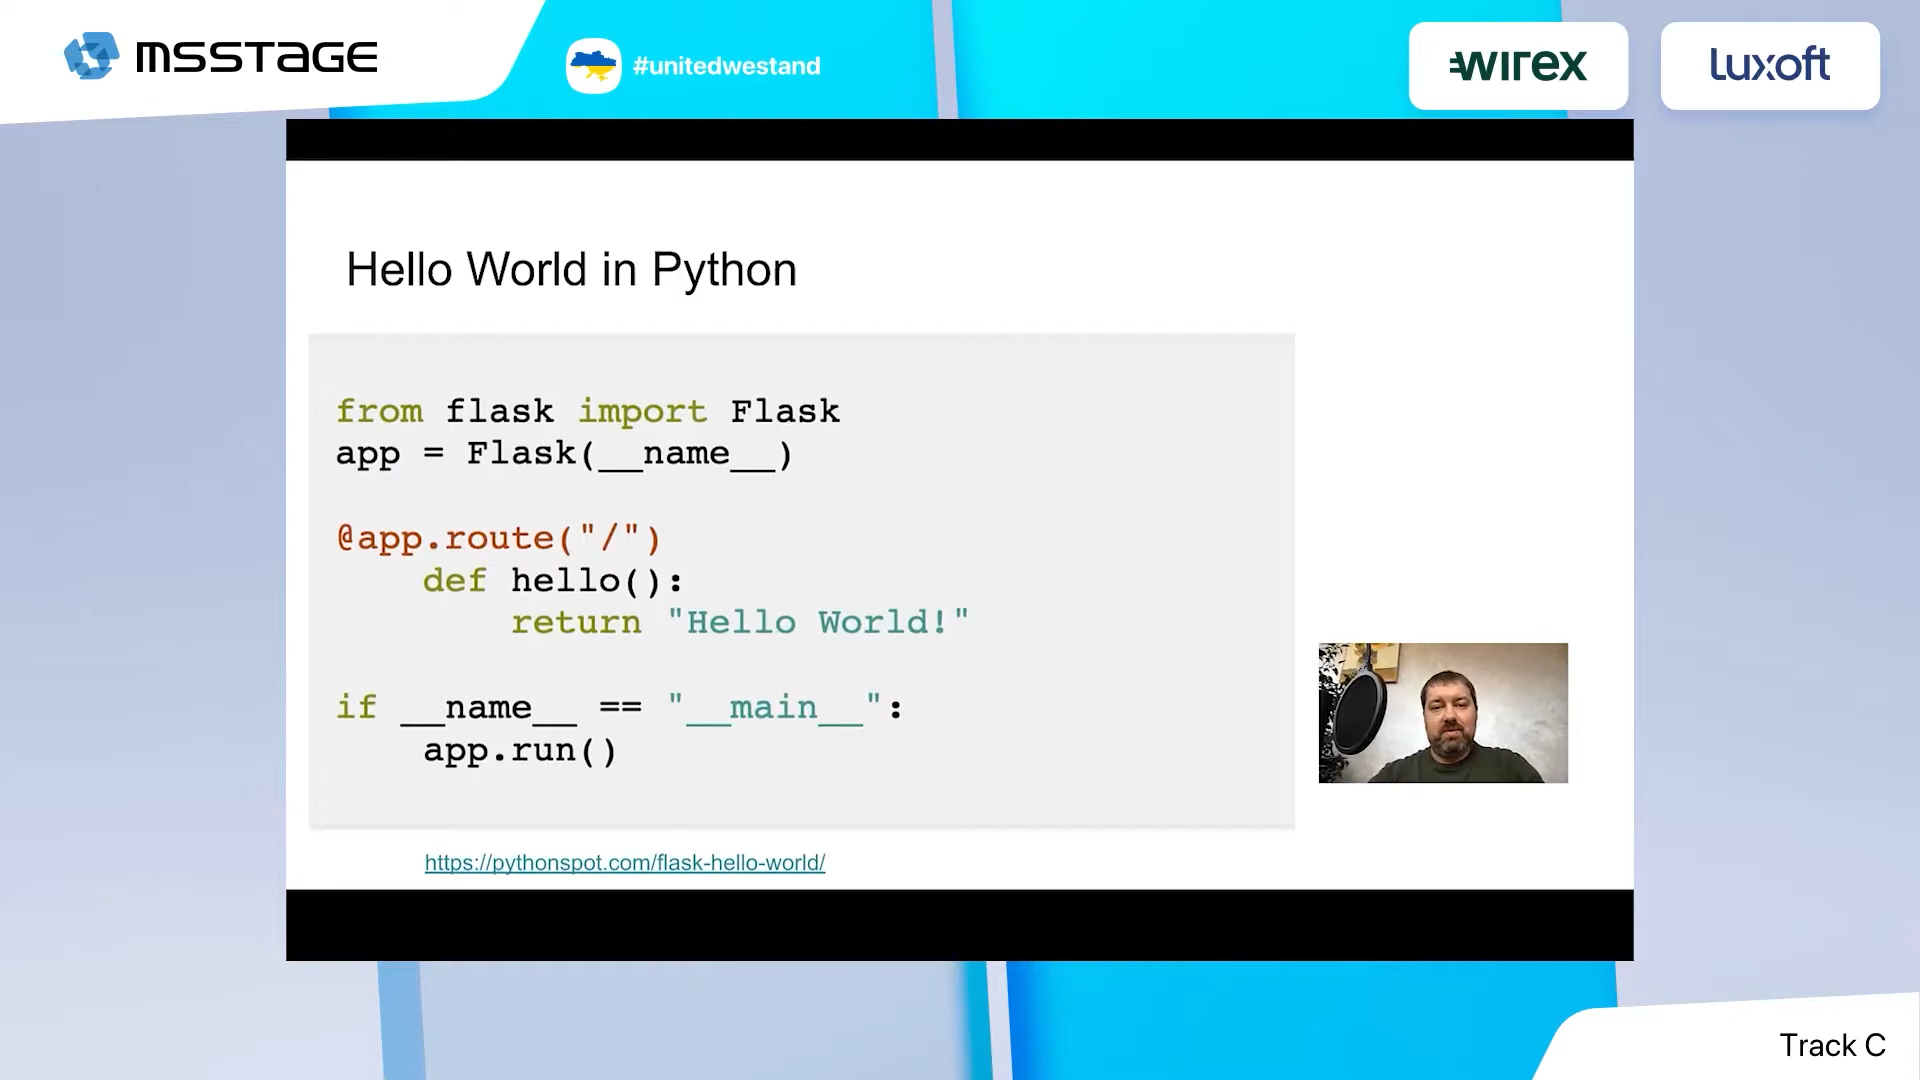 MSSTAGE
#unitedwestand
wirex
luxoft
Hello World in Python
from flask import Flask
app = Flask(__name__)
@app.route("/")
    def hello():
        return "Hello World!"
if __name__ == "__main__":
    app.run()
https://pythonspot.com/flask-hello-world/
Track C